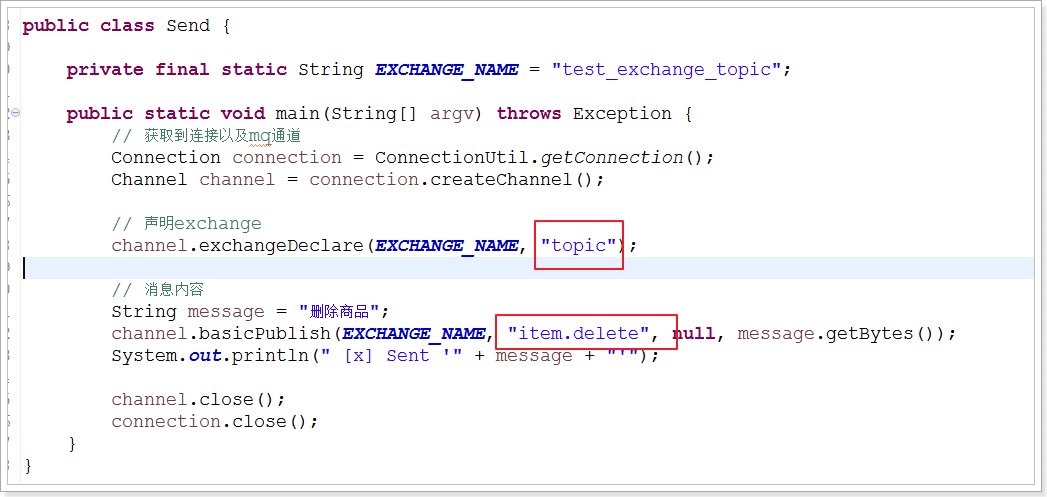 public class Send {
private final static String EXCHANGE_NAME = "test_exchange_topic";
public static void main(String[] argv) throws Exception {
// 获取到连接以及mq通道
Connection connection = ConnectionUtil.getConnection();
Channel channel = connection.createChannel();
// 声明exchange
channel.exchangeDeclare(EXCHANGE_NAME, "topic");
// 消息内容
String message = "删除商品";
channel.basicPublish(EXCHANGE_NAME, "item.delete", null, message.getBytes());
System.out.println(" [x] Sent '" + message + "'");
channel.close();
connection.close();
}
}